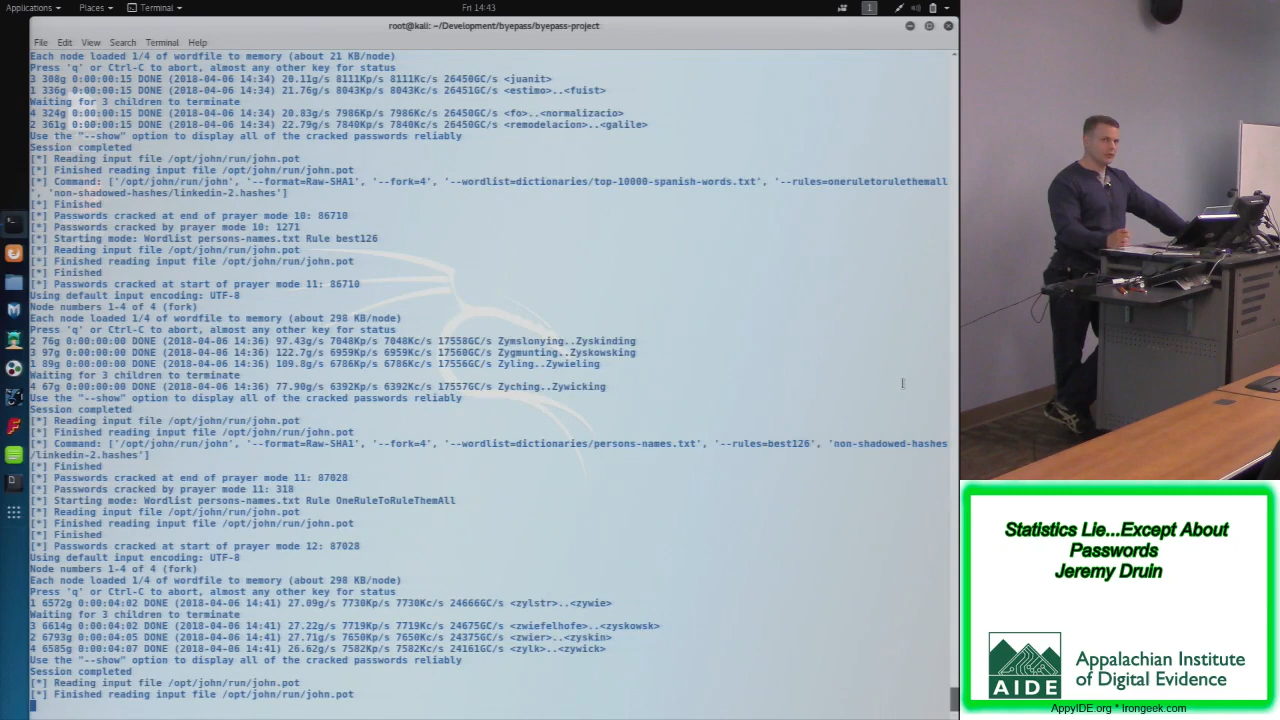 Applications Places Terminal Fri 14:43 1
root@kali: ~/Development/byepass/byepass-project
File Edit View Search Terminal Help
Each node loaded 1/4 of wordfile to memory (about 21 KB/node)
Press 'q' or Ctrl-C to abort, almost any other key for status
3 308g 0:00:00:15 DONE (2018-04-06 14:34) 20.11g/s 8111Kp/s 8111Kc/s 26450GC/s <juanit>
1 336g 0:00:00:15 DONE (2018-04-06 14:34) 21.76g/s 8043Kp/s 8043Kc/s 26451GC/s <estimo>..<fuist>
Waiting for 3 children to terminate
4 324g 0:00:00:15 DONE (2018-04-06 14:34) 20.83g/s 7986Kp/s 7986Kc/s 26450GC/s <fo>..<normalizacio>
2 361g 0:00:00:15 DONE (2018-04-06 14:34) 22.79g/s 7840Kp/s 7840Kc/s 26450GC/s <remodelacion>..<galile>
Use the "--show" option to display all of the cracked passwords reliably
Session completed
[*] Reading input file /opt/john/run/john.pot
[*] Finished reading input file /opt/john/run/john.pot
[*] Command: ['/opt/john/run/john', '--format=Raw-SHA1', '--fork=4', '--wordlist=dictionaries/top-10000-spanish-words.txt', '--rules=oneruletorulethemall
', 'non-shadowed-hashes/linkedin-2.hashes']
[*] Finished
[*] Passwords cracked at end of prayer mode 10: 86710
[*] Passwords cracked by prayer mode 10: 1271
[*] Starting mode: Wordlist persons-names.txt Rule best126
[*] Reading input file /opt/john/run/john.pot
[*] Finished reading input file /opt/john/run/john.pot
[*] Finished
[*] Passwords cracked at start of prayer mode 11: 86710
Using default input encoding: UTF-8
Node numbers 1-4 of 4 (fork)
Each node loaded 1/4 of wordfile to memory (about 298 KB/node)
Press 'q' or Ctrl-C to abort, almost any other key for status
2 76g 0:00:00:00 DONE (2018-04-06 14:36) 97.43g/s 7048Kp/s 7048Kc/s 17558GC/s Zymslonying..Zyskinding
3 97g 0:00:00:00 DONE (2018-04-06 14:36) 122.7g/s 6959Kp/s 6959Kc/s 17560GC/s Zygmunting..Zyskowsking
1 89g 0:00:00:00 DONE (2018-04-06 14:36) 109.8g/s 6786Kp/s 6786Kc/s 17556GC/s Zyling..Zywieling
Waiting for 3 children to terminate
4 67g 0:00:00:00 DONE (2018-04-06 14:36) 77.90g/s 6392Kp/s 6392Kc/s 17557GC/s Zyching..Zywicking
Use the "--show" option to display all of the cracked passwords reliably
Session completed
[*] Reading input file /opt/john/run/john.pot
[*] Finished reading input file /opt/john/run/john.pot
[*] Command: ['/opt/john/run/john', '--format=Raw-SHA1', '--fork=4', '--wordlist=dictionaries/persons-names.txt', '--rules=best126', 'non-shadowed-hashes
/linkedin-2.hashes']
[*] Finished
[*] Passwords cracked at end of prayer mode 11: 87028
[*] Passwords cracked by prayer mode 11: 318
[*] Starting mode: Wordlist persons-names.txt Rule OneRuleToRuleThemAll
[*] Reading input file /opt/john/run/john.pot
[*] Finished reading input file /opt/john/run/john.pot
[*] Finished
[*] Passwords cracked at start of prayer mode 12: 87028
Using default input encoding: UTF-8
Node numbers 1-4 of 4 (fork)
Each node loaded 1/4 of wordfile to memory (about 298 KB/node)
Press 'q' or Ctrl-C to abort, almost any other key for status
1 6572g 0:00:04:02 DONE (2018-04-06 14:41) 27.09g/s 7730Kp/s 7730Kc/s 24666GC/s <zylstr>..<zywie>
Waiting for 3 children to terminate
3 6614g 0:00:04:02 DONE (2018-04-06 14:41) 27.22g/s 7719Kp/s 7719Kc/s 24675GC/s <zwiefelhofe>..<zyskowsk>
2 6793g 0:00:04:05 DONE (2018-04-06 14:41) 27.71g/s 7650Kp/s 7650Kc/s 24375GC/s <zwier>..<zyskin>
4 6585g 0:00:04:07 DONE (2018-04-06 14:41) 26.62g/s 7582Kp/s 7582Kc/s 24161GC/s <zylk>..<zywick>
Use the "--show" option to display all of the cracked passwords reliably
Session completed
[*] Reading input file /opt/john/run/john.pot
[*] Finished reading input file /opt/john/run/john.pot
Statistics Lie...Except About
Passwords
Jeremy Druin
AIDE
Appalachian Institute
of Digital Evidence
AppyIDE.org * Irongeek.com